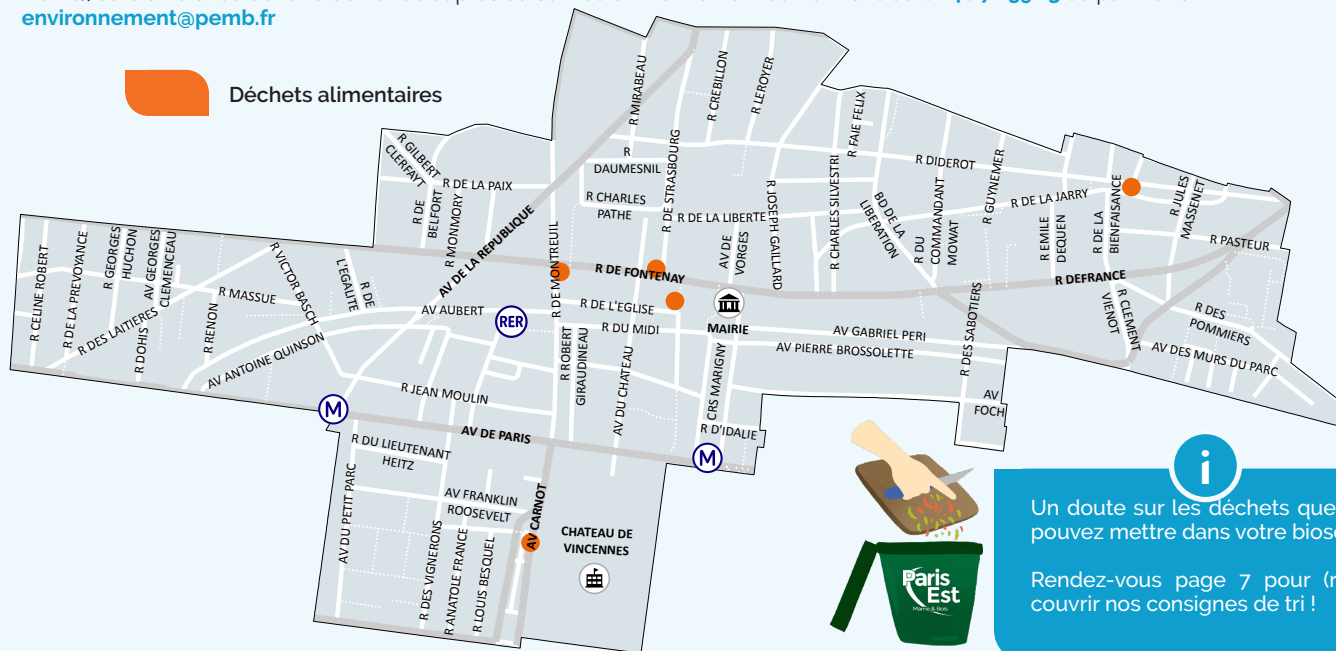 environnement@pemb.fr
Déchets alimentaires
R MIRABEAU
R CREBILLON
R LEROYER
R FAIE FELIX
R GILBERT
CLERFAYT
R DE LA PAIX
R DE
BELFORT
R MONMORY
AV DE LA REPUBLIQUE
R
DAUMESNIL
R CHARLES
PATHE
R DE STRASBOURG
R DE LA LIBERTE
R JOSEPH GAILLARD
R CHARLES SILVESTRI
BD DE LA
LIBERATION
R DIDEROT
R DU
COMMANDANT
MOWAT
R GUYNEMER
R DE LA JARRY
R EMILE
DEQUEN
R DE LA
BIENFAISANCE
R JULES
MASSENET
R PASTEUR
R CELINE ROBERT
R DE LA PREVOYANCE
R GEORGES
HUCHON
AV GEORGES
CLEMENCEAU
R DES LAITIERES
R DOHIS
R MASSUE
R RENON
R VICTOR BASCH
R DE
L'EGALITE
AV AUBERT
RER
R DE MONTREUIL
R DE FONTENAY
AV DE
VORGES
R DE L'EGLISE
R DU MIDI
MAIRIE
R DEFRANCE
AV GABRIEL PERI
AV PIERRE BROSSOLETTE
R DES SABOTIERS
R CLEMENT
VIENOT
R DES
POMMIERS
AV DES MURS DU PARC
AV ANTOINE QUINSON
R JEAN MOULIN
R ROBERT
GIRAUDINEAU
AV DU CHATEAU
CRS MARIGNY
R D'IDALIE
AV
FOCH
M
AV DE PARIS
M
R DU LIEUTENANT
HEITZ
AV DU PETIT PARC
AV FRANKLIN
ROOSEVELT
R DES VIGNERONS
R ANATOLE FRANCE
R LOUIS BESQUEL
AV CARNOT
CHATEAU DE
VINCENNES
Paris
Est
Marne & Bois
i
Un doute sur les déchets que
pouvez mettre dans votre bios
Rendez-vous page 7 pour (r
couvrir nos consignes de tri !